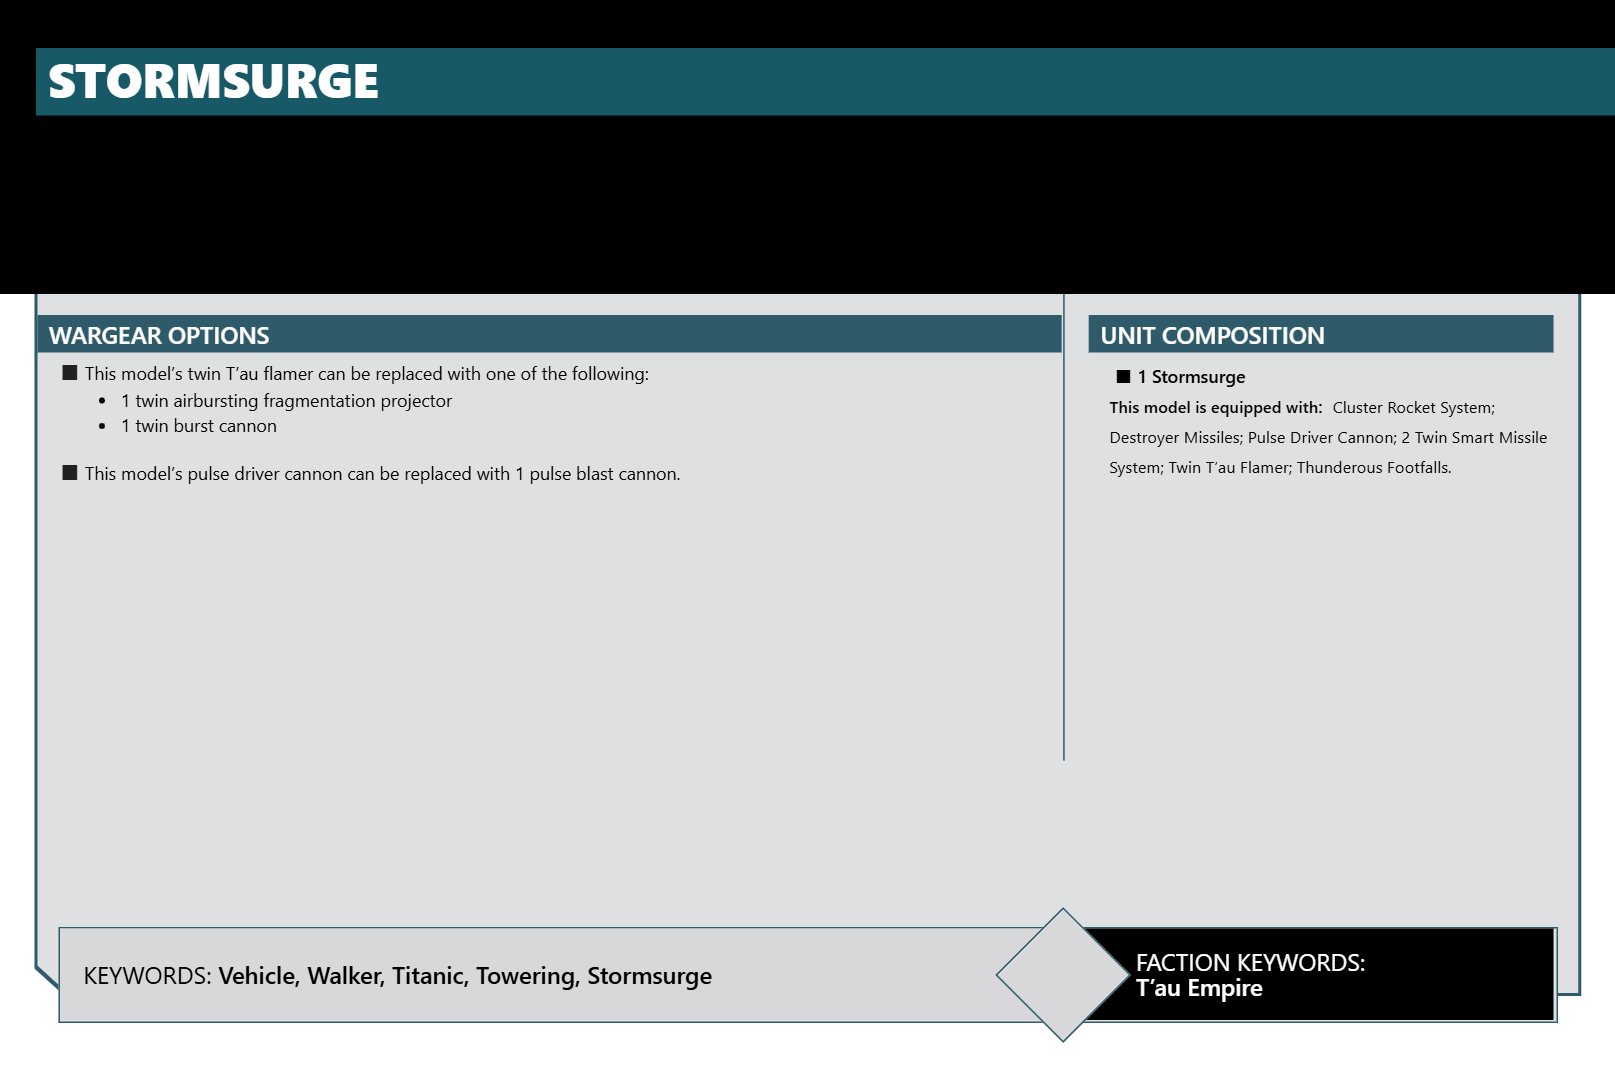 STORMSURGE
WARGEAR OPTIONS
■ This model’s twin T’au flamer can be replaced with one of the following:
• 1 twin airbursting fragmentation projector
• 1 twin burst cannon
■ This model’s pulse driver cannon can be replaced with 1 pulse blast cannon.
UNIT COMPOSITION
■ 1 Stormsurge
This model is equipped with: Cluster Rocket System;
Destroyer Missiles; Pulse Driver Cannon; 2 Twin Smart Missile
System; Twin T’au Flamer; Thunderous Footfalls.
KEYWORDS: Vehicle, Walker, Titanic, Towering, Stormsurge
FACTION KEYWORDS:
T’au Empire